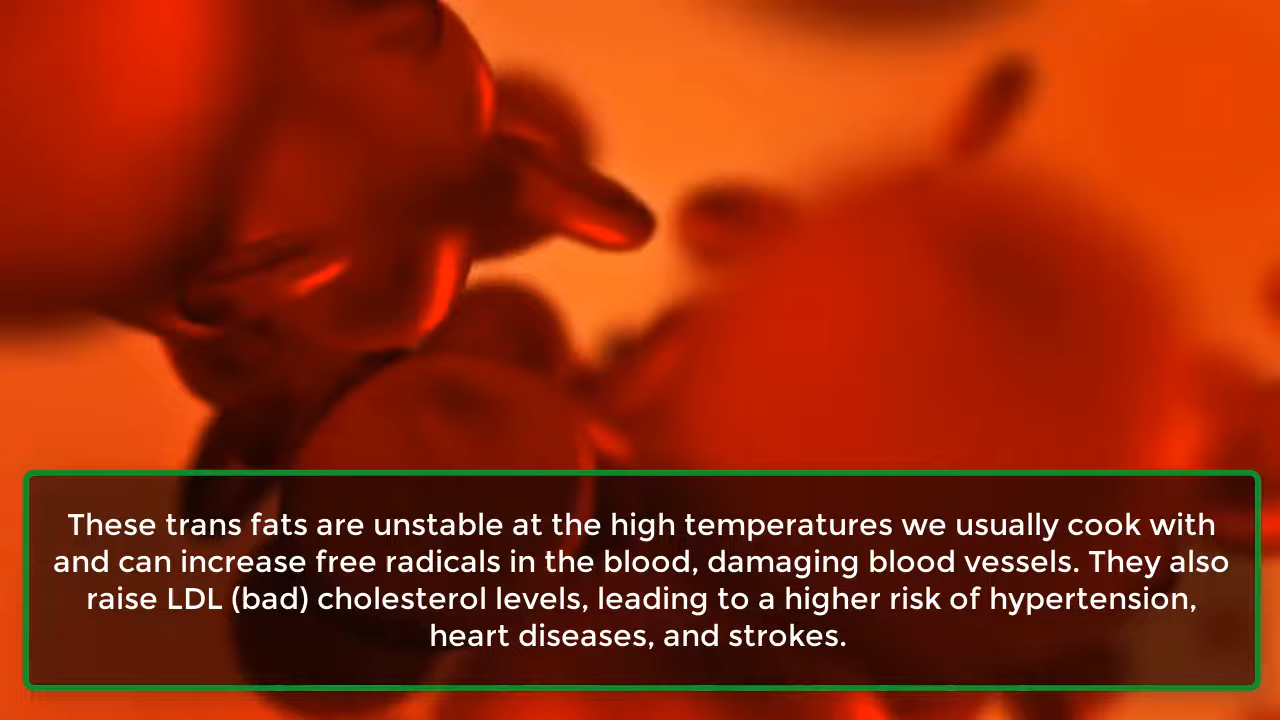 These trans fats are unstable at the high temperatures we usually cook with
and can increase free radicals in the blood, damaging blood vessels. They also
raise LDL (bad) cholesterol levels, leading to a higher risk of hypertension,
heart diseases, and strokes.